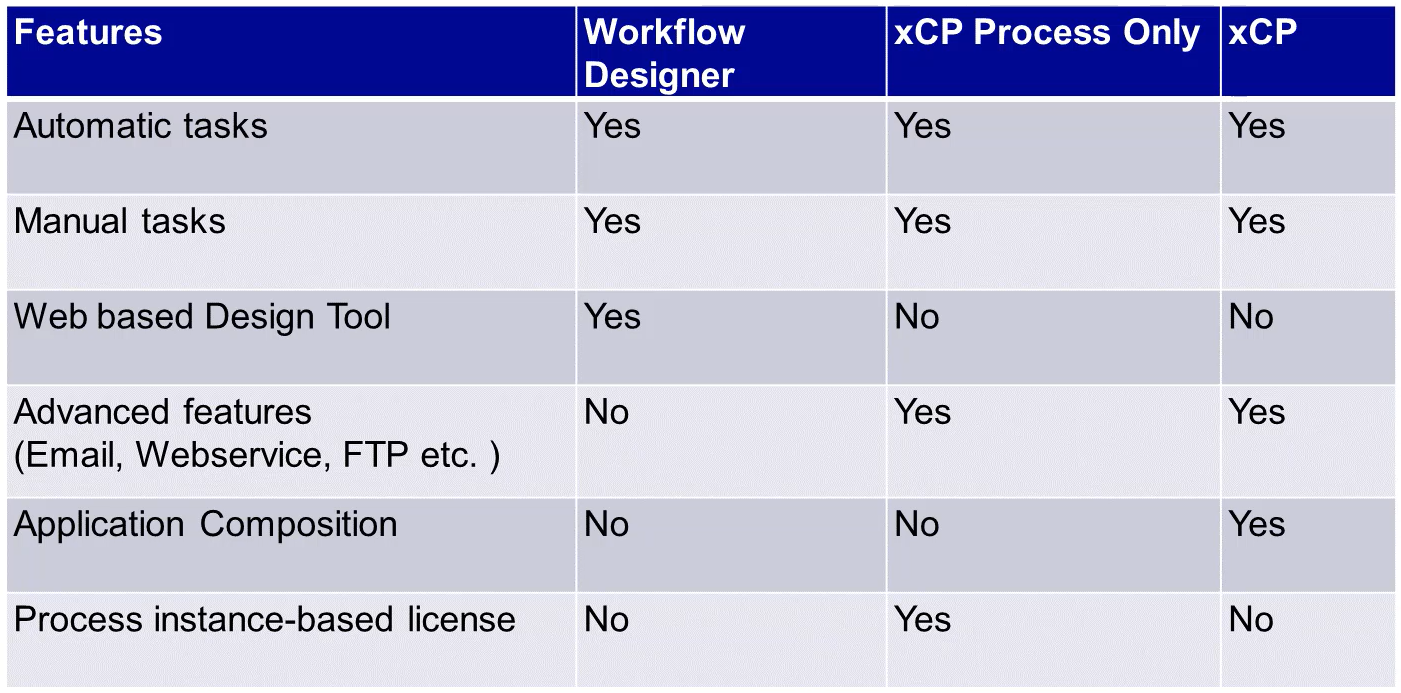 Features Workflow Designer xCP Process Only xCP
Automatic tasks Yes Yes Yes
Manual tasks Yes Yes Yes
Web based Design Tool Yes No No
Advanced features No Yes Yes
(Email, Webservice, FTP etc. )
Application Composition No No Yes
Process instance-based license No Yes No